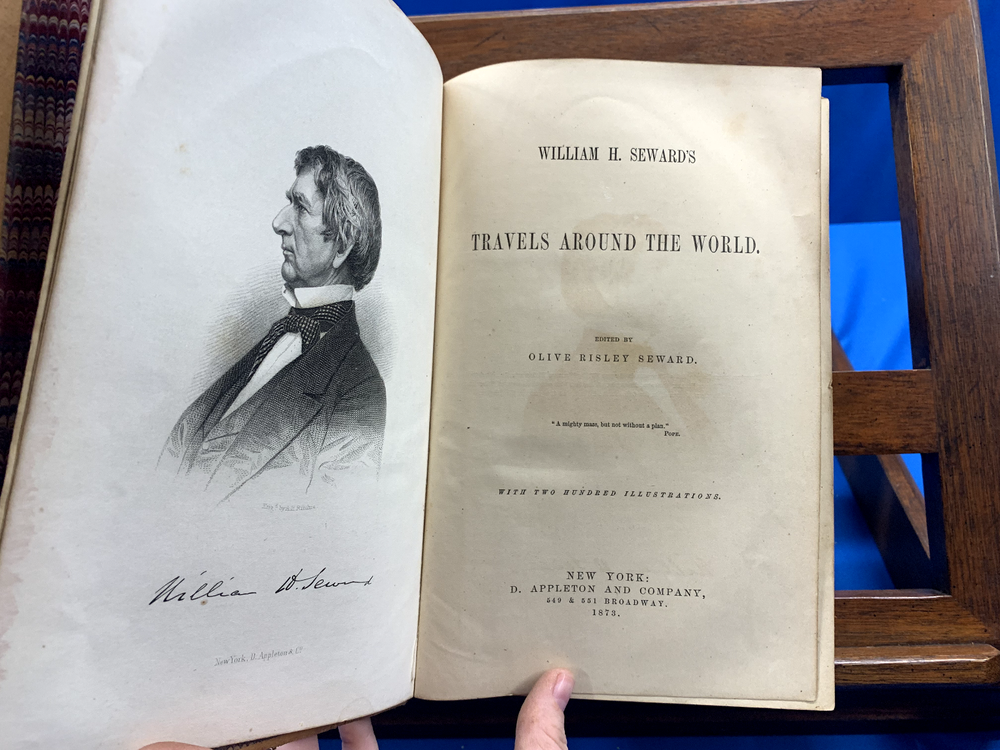 William H. Seward
New York, D. Appleton & Co
WILLIAM H. SEWARD'S
TRAVELS AROUND THE WORLD.
EDITED BY
OLIVE RISLEY SEWARD.
"A mighty maze, but not without a plan."
POPE.
WITH TWO HUNDRED ILLUSTRATIONS.
NEW YORK:
D. APPLETON AND COMPANY,
549 & 551 BROADWAY.
1873.